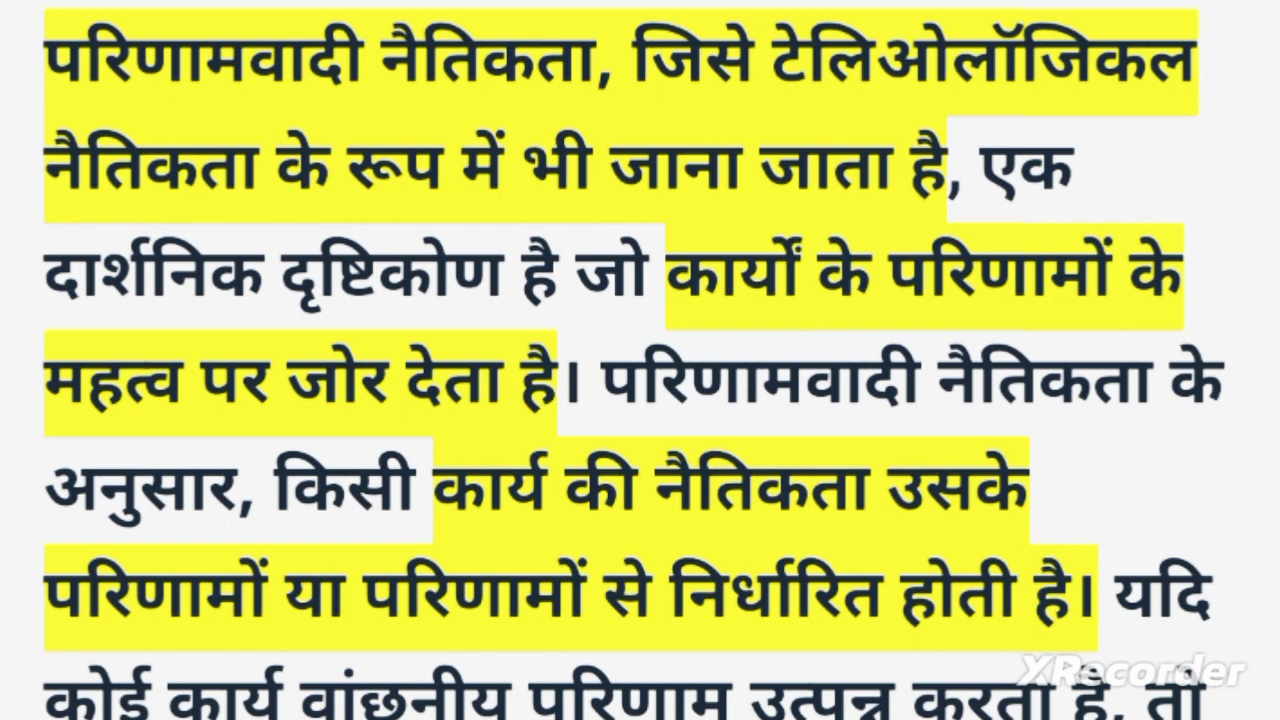 परिणामवादी नैतिकता, जिसे टेलिओलॉजिकल
नैतिकता के रूप में भी जाना जाता है, एक
दार्शनिक दृष्टिकोण है जो कार्यों के परिणामों के
महत्व पर जोर देता है। परिणामवादी नैतिकता के
अनुसार, किसी कार्य की नैतिकता उसके
परिणामों या परिणामों से निर्धारित होती है। यदि
कोई कार्य वांछनीय परिणाम उत्पन्न करता है, तो
XRecorder